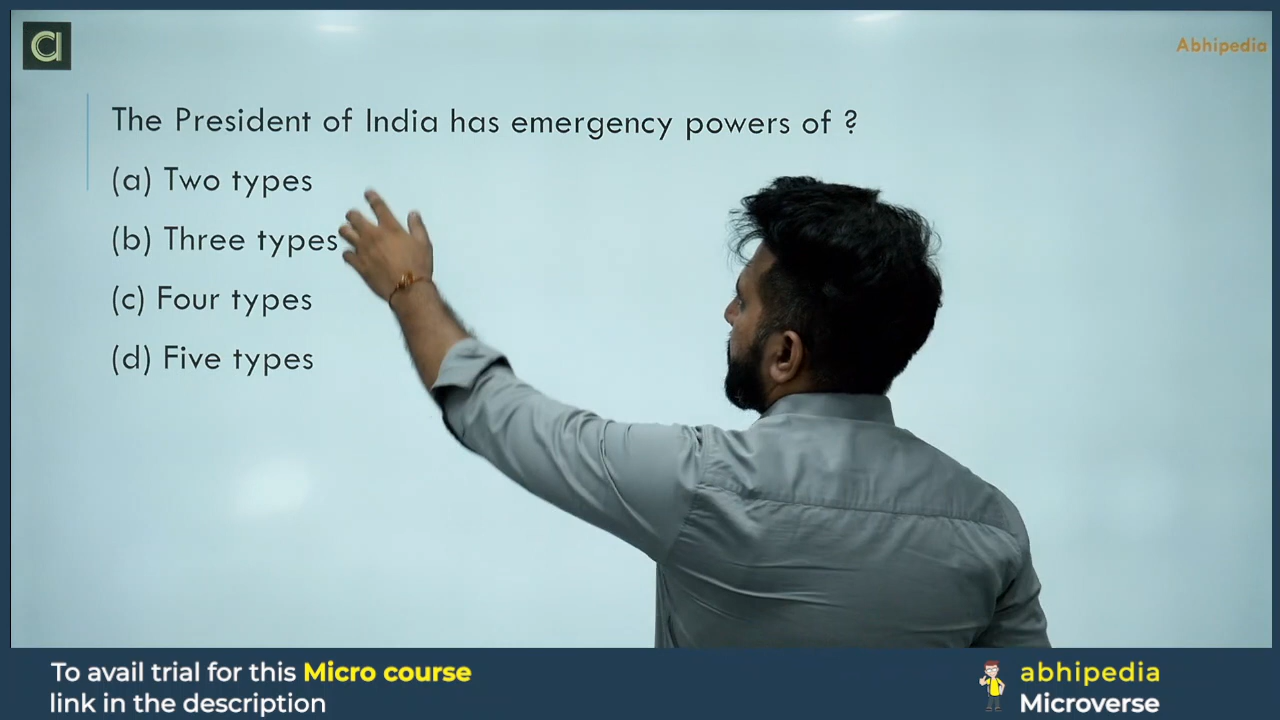 Abhipedia
The President of India has emergency powers of ?
(a) Two types
(b) Three types
(c) Four types
(d) Five types
To avail trial for this Micro course
link in the description
abhipedia
Microverse